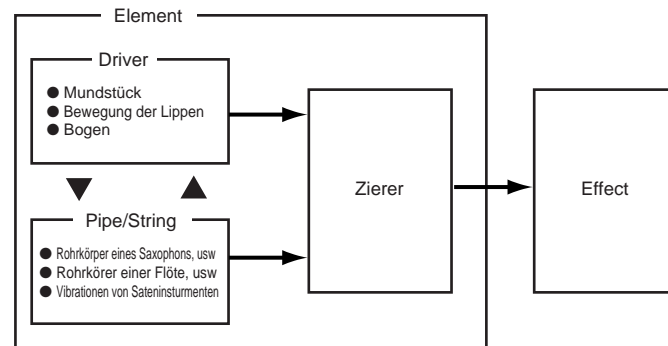 Element
Driver
● Mundstück
● Bewegung der Lippen
● Bogen
Pipe/String
● Rohrkörper eines Saxophons, usw
● Rohrkörer einer Flöte, usw
● Vibrationen von Sateninsturmenten
Zierer
Effect